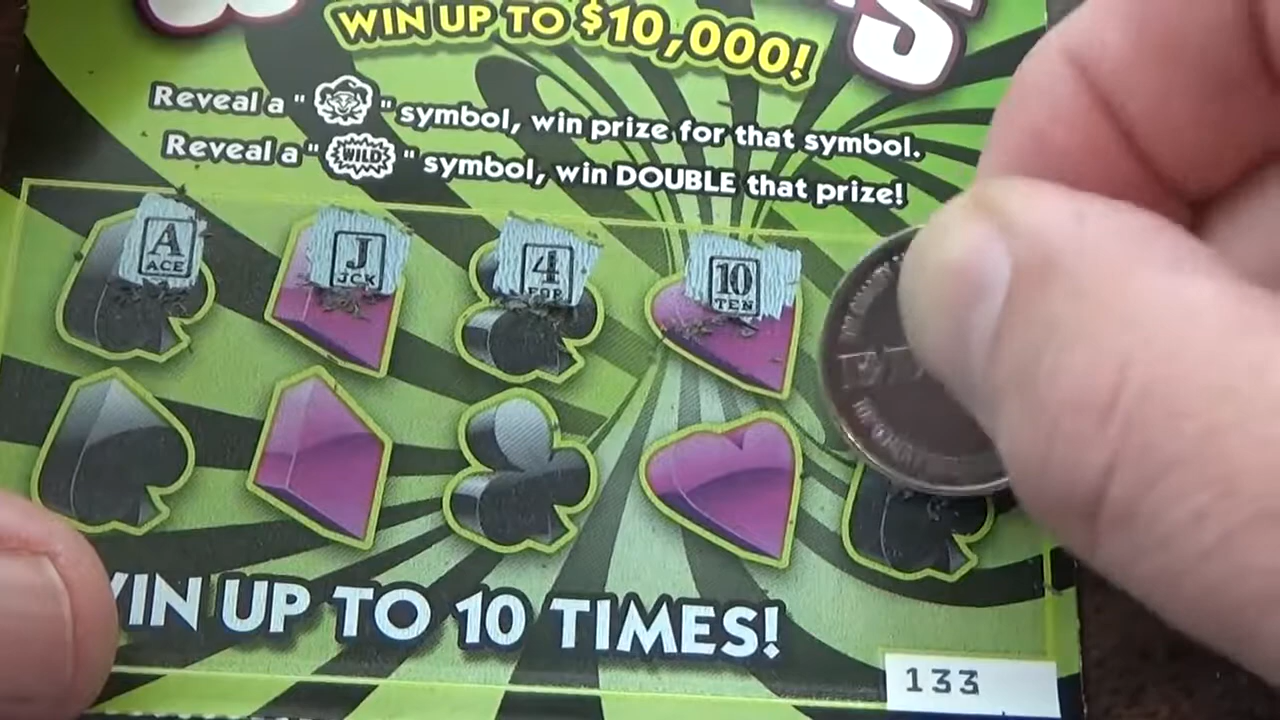 WIN UP TO $10,000!
Reveal a " " symbol, win prize for that symbol.
Reveal a "WILD" symbol, win DOUBLE that prize!
A J 4 10
ACE JCK FOR TEN
WIN UP TO 10 TIMES!
133